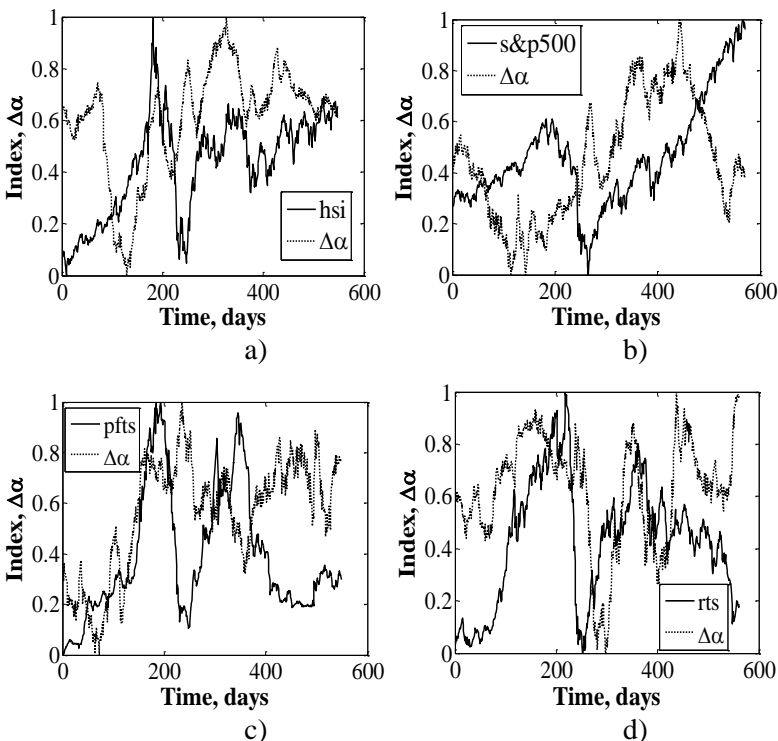 1
0.8
0.6
0.4
0.2
0
0 200 400 600
Index, Δα
Time, days
hsi
Δα
a)
1
0.8
0.6
0.4
0.2
0
0 200 400 600
Index, Δα
Time, days
s&p500
Δα
b)
1
0.8
0.6
0.4
0.2
0
0 200 400 600
Index, Δα
Time, days
pfts
Δα
c)
1
0.8
0.6
0.4
0.2
0
0 200 400 600
Index, Δα
Time, days
rts
Δα
d)